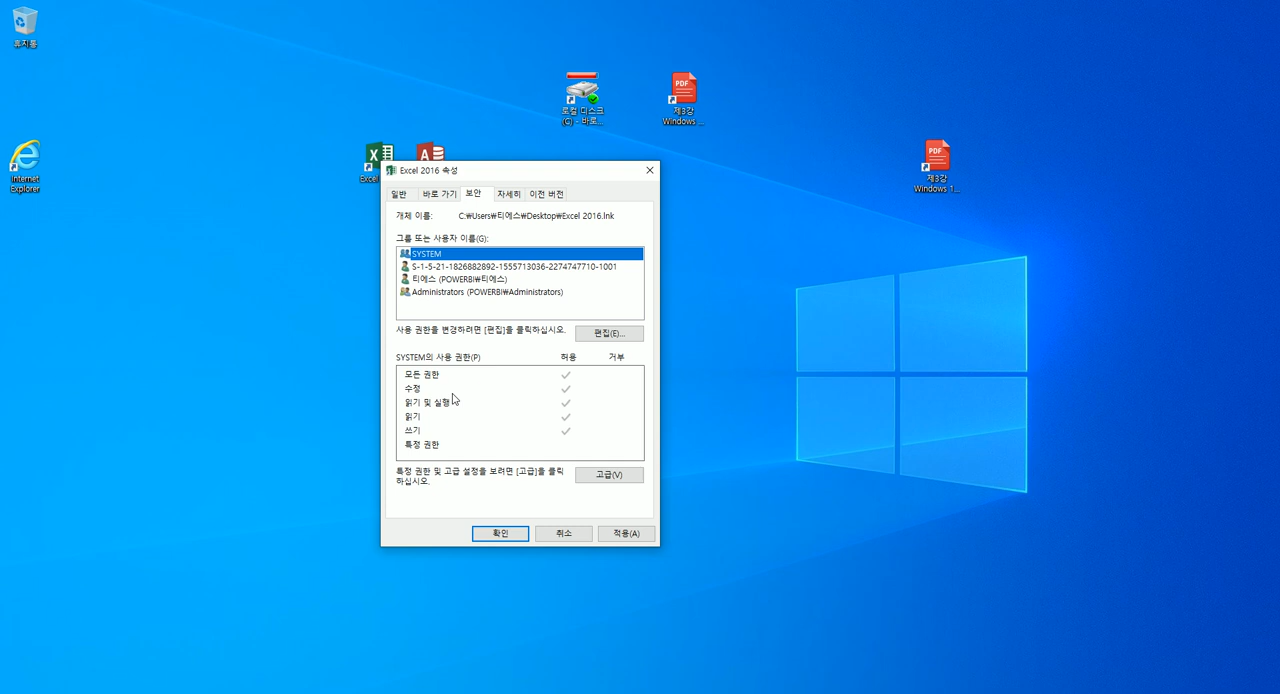 휴지통
로컬 디스크
(C) - 바로...
PDF
제3강
Windows ...
Internet
Explorer
Excel
PDF
제3강
Windows 1...
Excel 2016 속성
일반 바로 가기 보안 자세히 이전 버전
개체 이름: C:₩Users₩티에스₩Desktop₩Excel 2016.lnk
그룹 또는 사용자 이름(G):
SYSTEM
S-1-5-21-1826882892-1555713036-2274747710-1001
티에스 (POWERBI₩티에스)
Administrators (POWERBI₩Administrators)
사용 권한을 변경하려면 [편집]을 클릭하십시오. 편집(E)...
SYSTEM의 사용 권한(P) 허용 거부
모든 권한
수정
읽기 및 실행
읽기
쓰기
특정 권한
특정 권한 및 고급 설정을 보려면 [고급]을 클릭
하십시오.
고급(V)
확인 취소 적용(A)